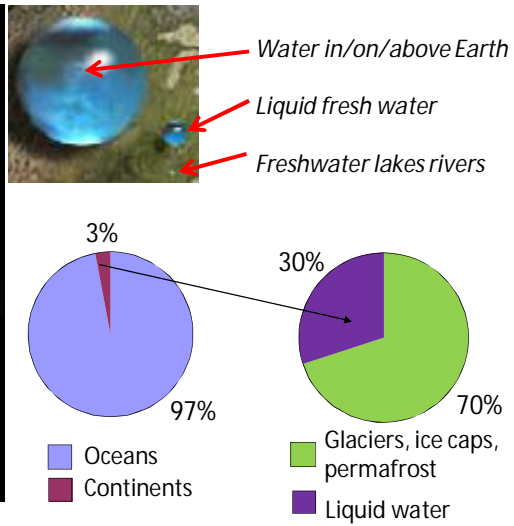 Water in/on/above Earth
Liquid fresh water
Freshwater lakes rivers
3%
97%
Oceans
Continents
30%
70%
Glaciers, ice caps,
permafrost
Liquid water